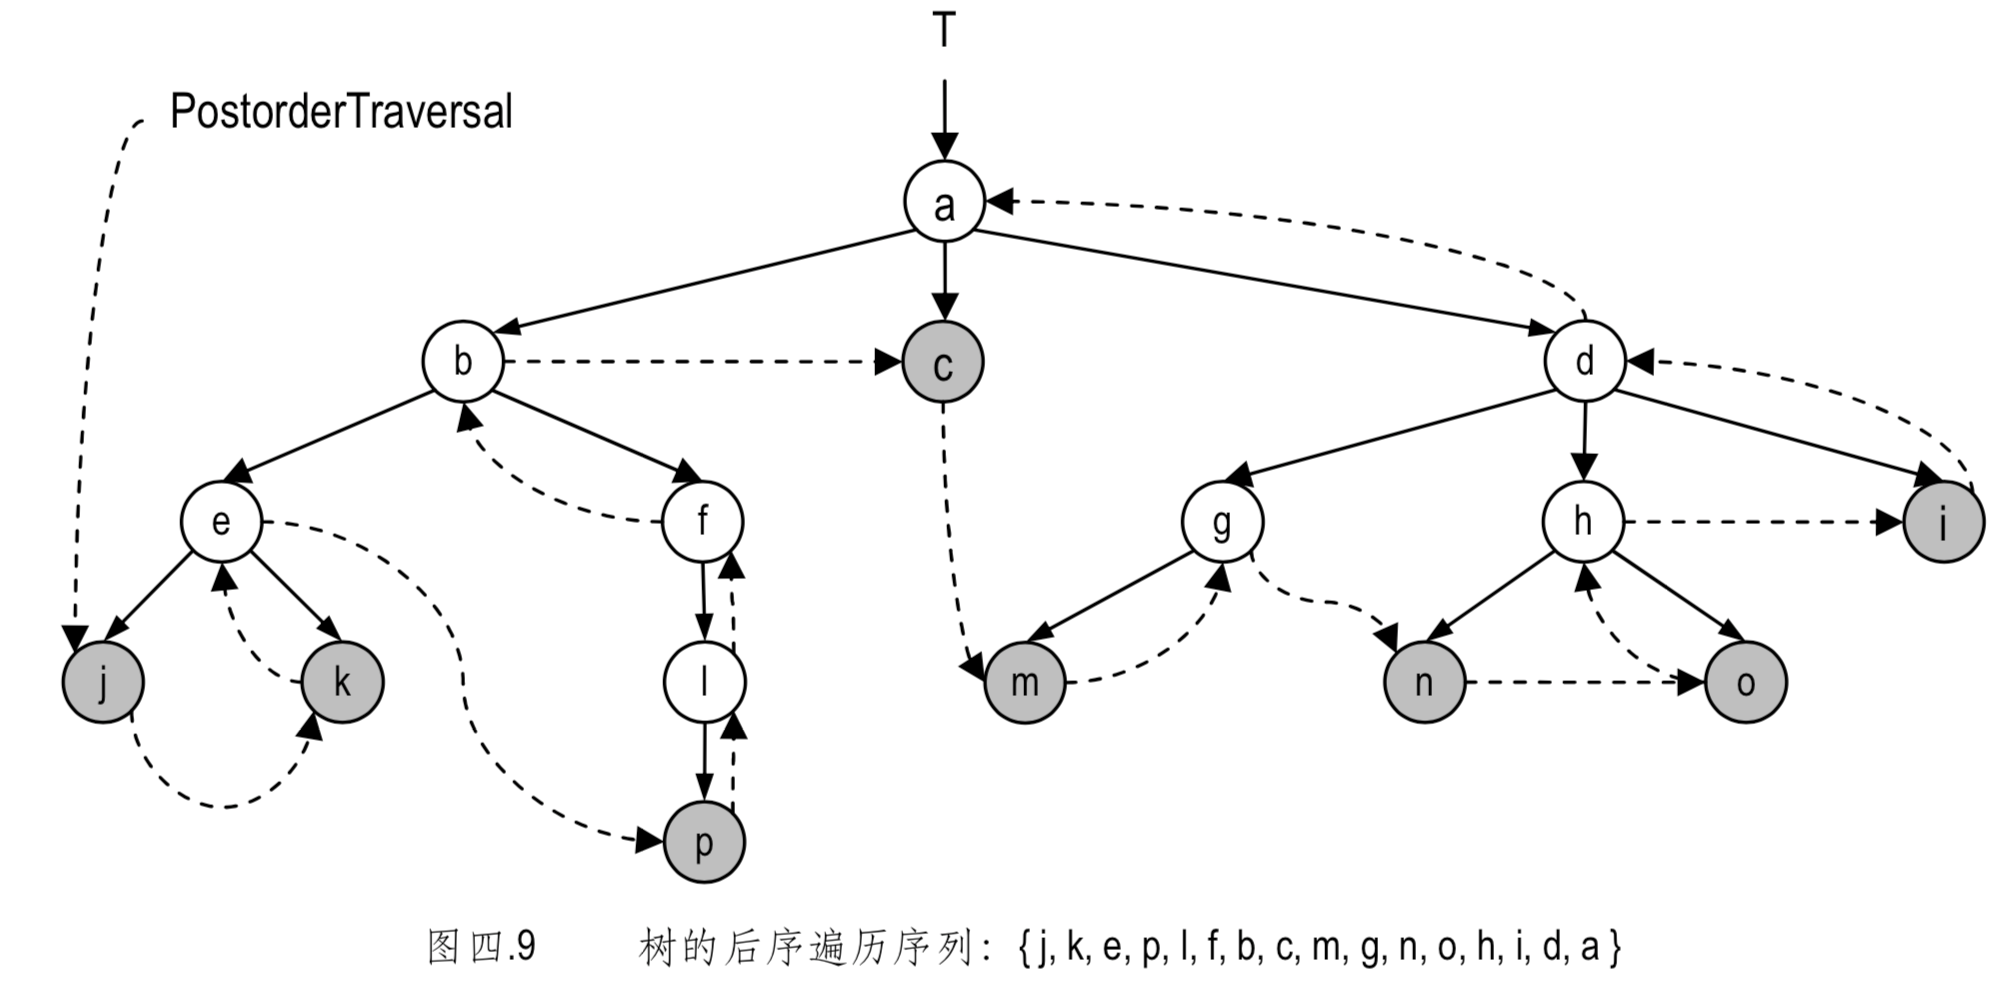 T
PostorderTraversal
a
b c d
e f g h i
j k l m n o
p
图四.9 树的后序遍历序列：{ j, k, e, p, l, f, b, c, m, g, n, o, h, i, d, a }